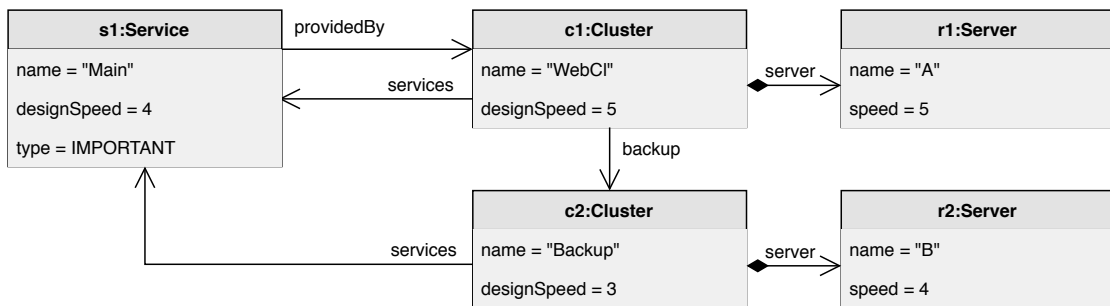 s1:Service
name = "Main"
designSpeed = 4
type = IMPORTANT
providedBy
services
c1:Cluster
name = "WebCl"
designSpeed = 5
server
r1:Server
name = "A"
speed = 5
backup
c2:Cluster
name = "Backup"
designSpeed = 3
services
server
r2:Server
name = "B"
speed = 4